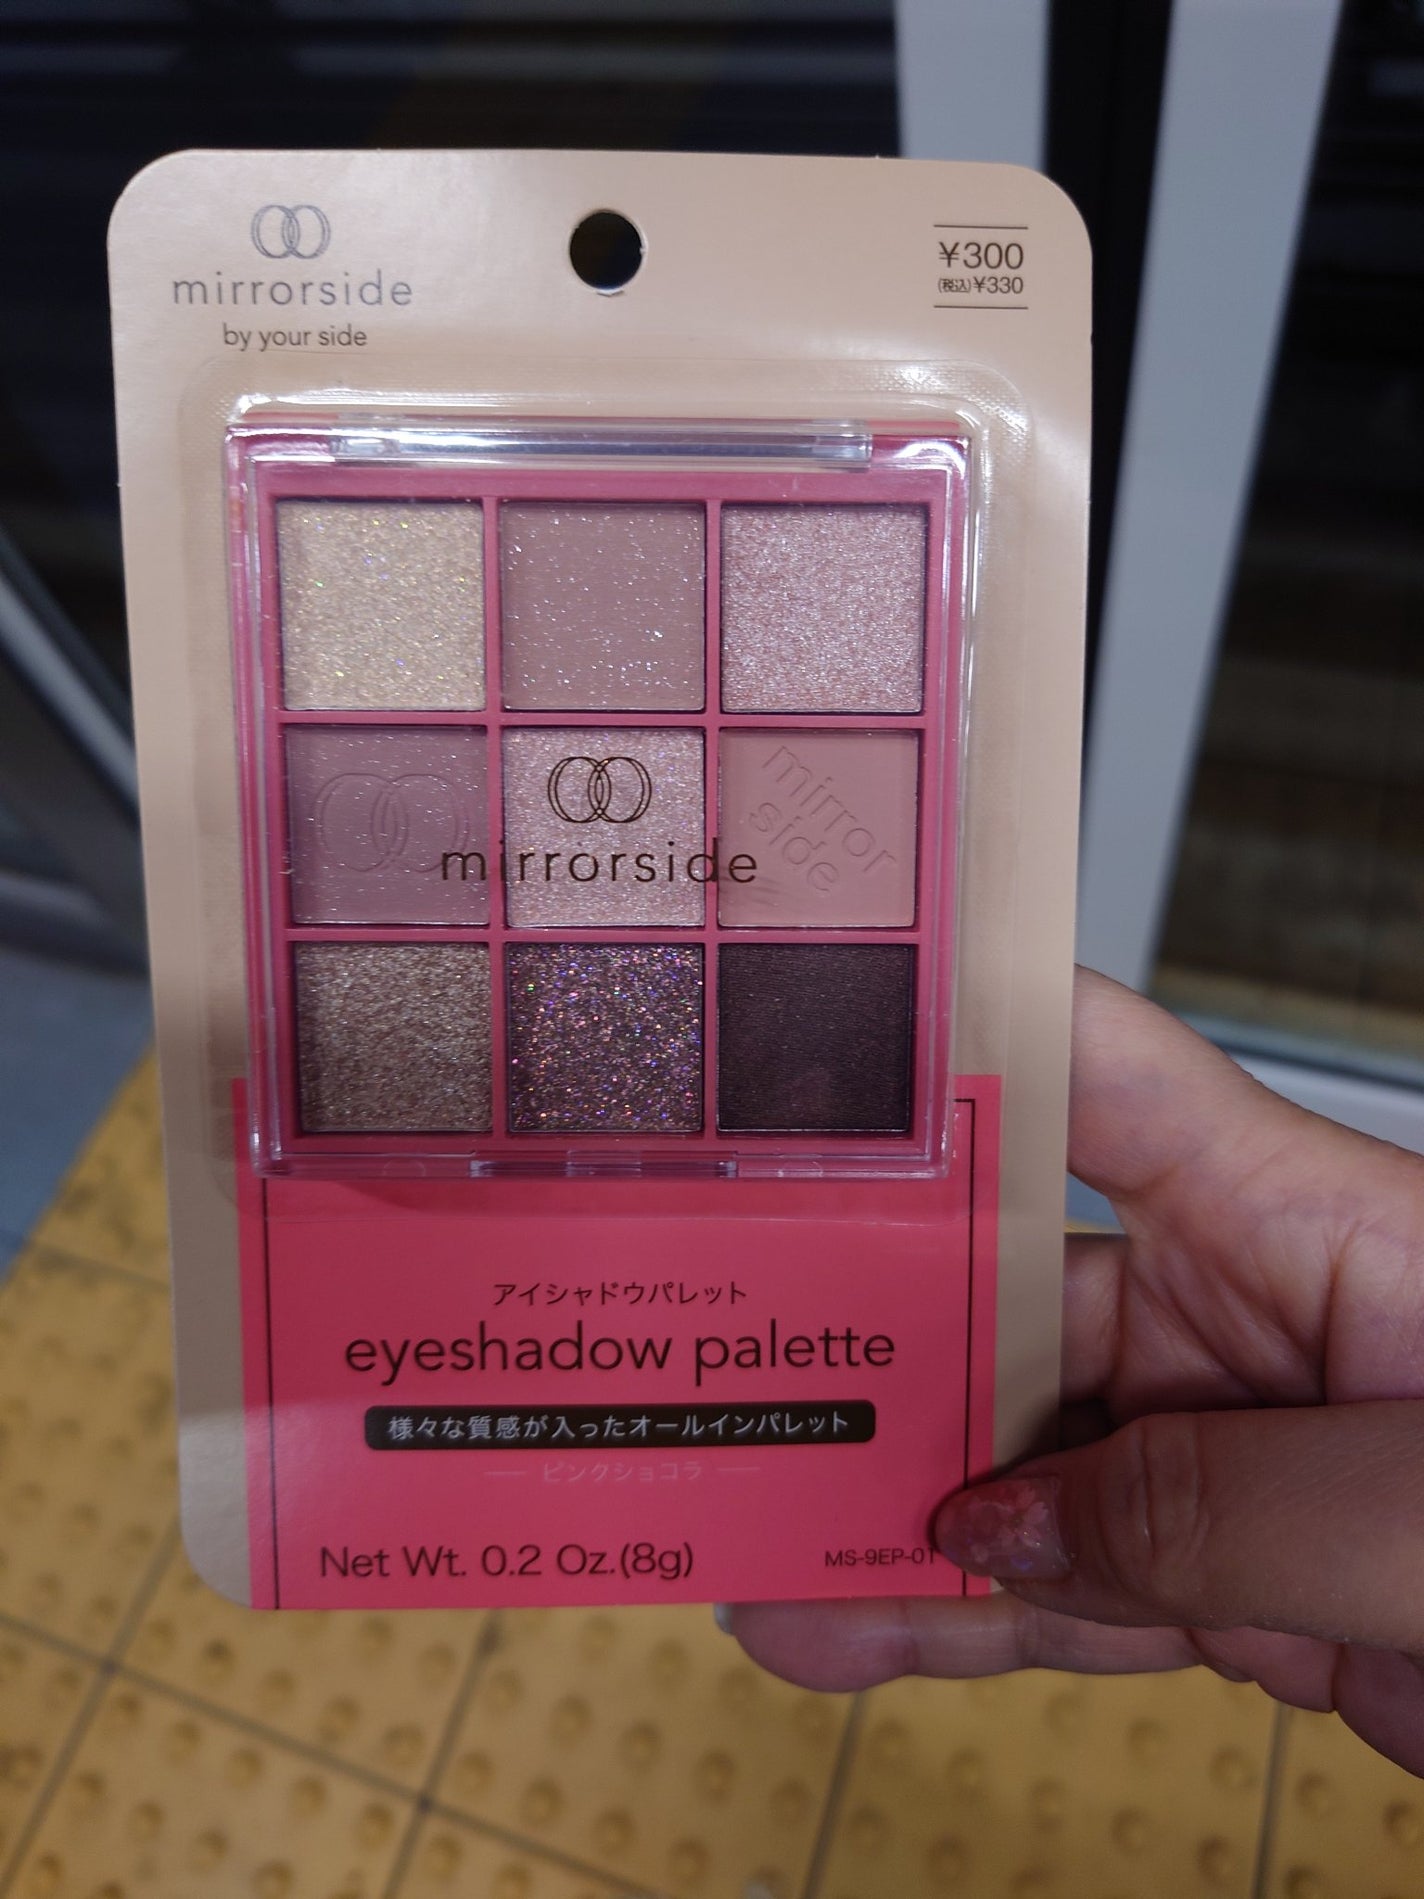 mirrorside
by your side
¥300
(税込)¥330
mirror
side
mirrorside
アイシャドウパレット
eyeshadow palette
様々な質感が入ったオールインパレット
ピンクショコラ
Net Wt. 0.2 Oz.(8g)
MS-9EP-01